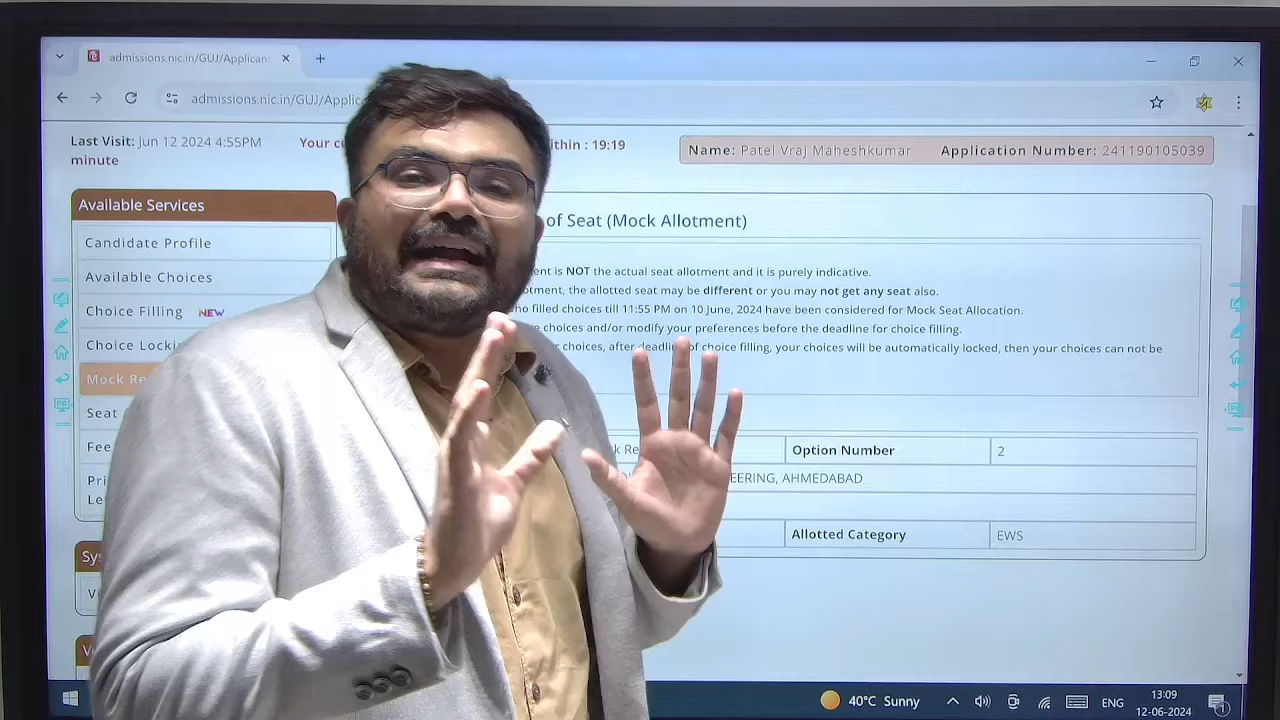 admissions.nic.in/GUJ/Applican
admissions.nic.in/GUJ/Applic
Last Visit: Jun 12 2024 4:55PM
minute
Your
ithin : 19:19
Name: Patel Vraj Maheshkumar Application Number: 241190105039
Available Services
Candidate Profile
Available Choices
Choice Filling NEW
Choice Locki
Mock Re
Seat
Fee
Pri
Le
Sys
of Seat (Mock Allotment)
ent is NOT the actual seat allotment and it is purely indicative.
otment, the allotted seat may be different or you may not get any seat also.
ho filled choices till 11:55 PM on 10 June, 2024 have been considered for Mock Seat Allocation.
e choices and/or modify your preferences before the deadline for choice filling.
r choices, after deadline of choice filling, your choices will be automatically locked, then your choices can not be
Option Number 2
EERING, AHMEDABAD
Allotted Category EWS
40°C Sunny
ENG
13:09
12-06-2024